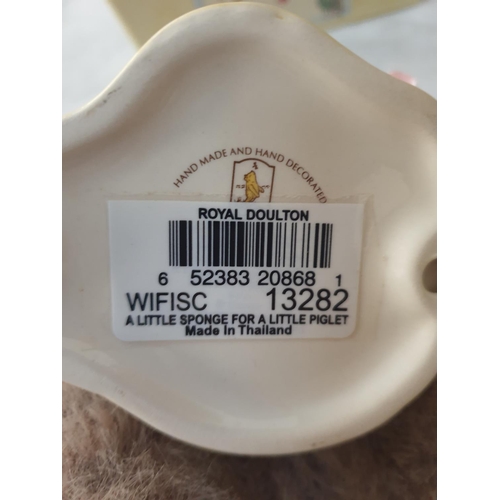 HAND MADE AND HAND DECORATED
A
ROYAL DOULTON
6 52383 20868 1
WIFISC 13282
A LITTLE SPONGE FOR A LITTLE PIGLET
Made In Thailand